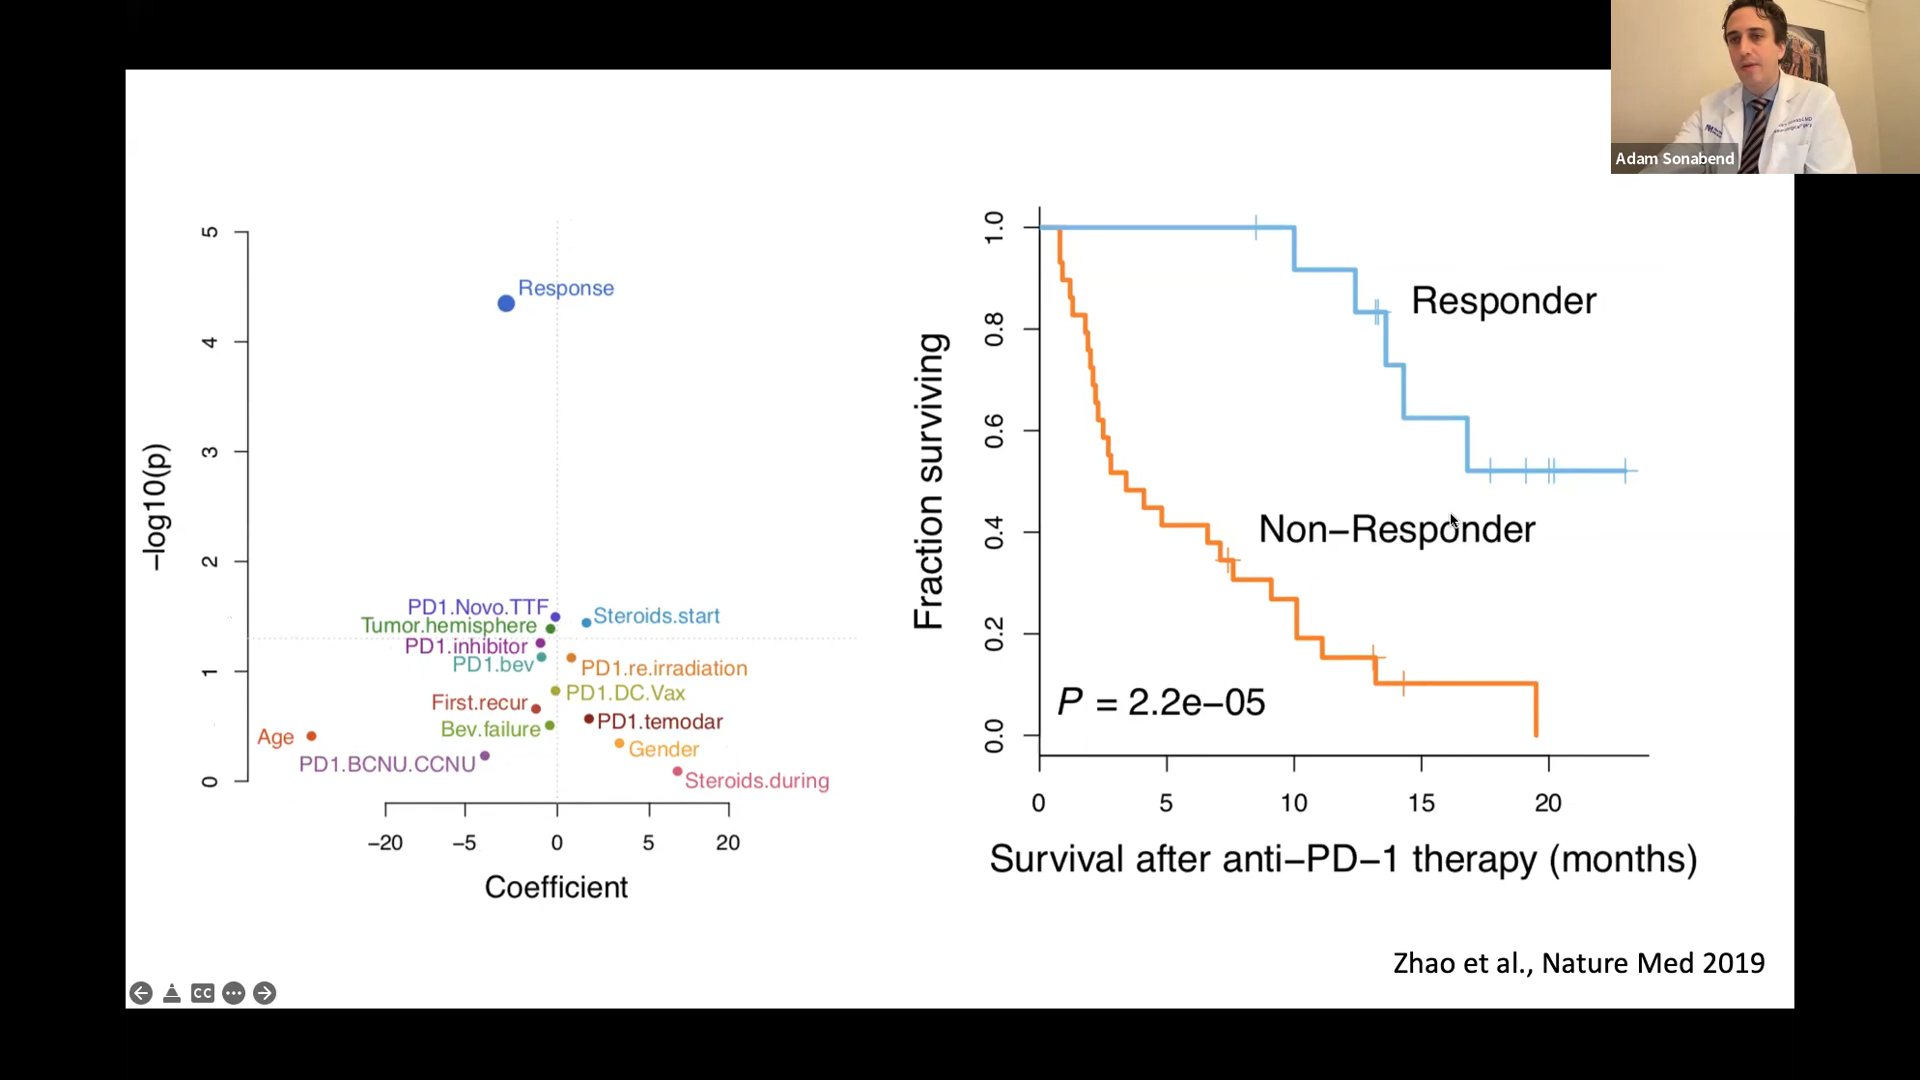 Adam Sonabend
5
4
3
2
1
0
−log10(p)
Response
PD1.Novo.TTF
Steroids.start
Tumor.hemisphere
PD1.inhibitor
PD1.bev
PD1.re.irradiation
PD1.DC.Vax
First.recur
PD1.temodar
Bev.failure
Age
Gender
PD1.BCNU.CCNU
Steroids.during
−20 −5 0 5 20
Coefficient
1.0
0.8
0.6
0.4
0.2
0.0
Fraction surviving
Responder
Non−Responder
P = 2.2e−05
0 5 10 15 20
Survival after anti−PD−1 therapy (months)
Zhao et al., Nature Med 2019
CC